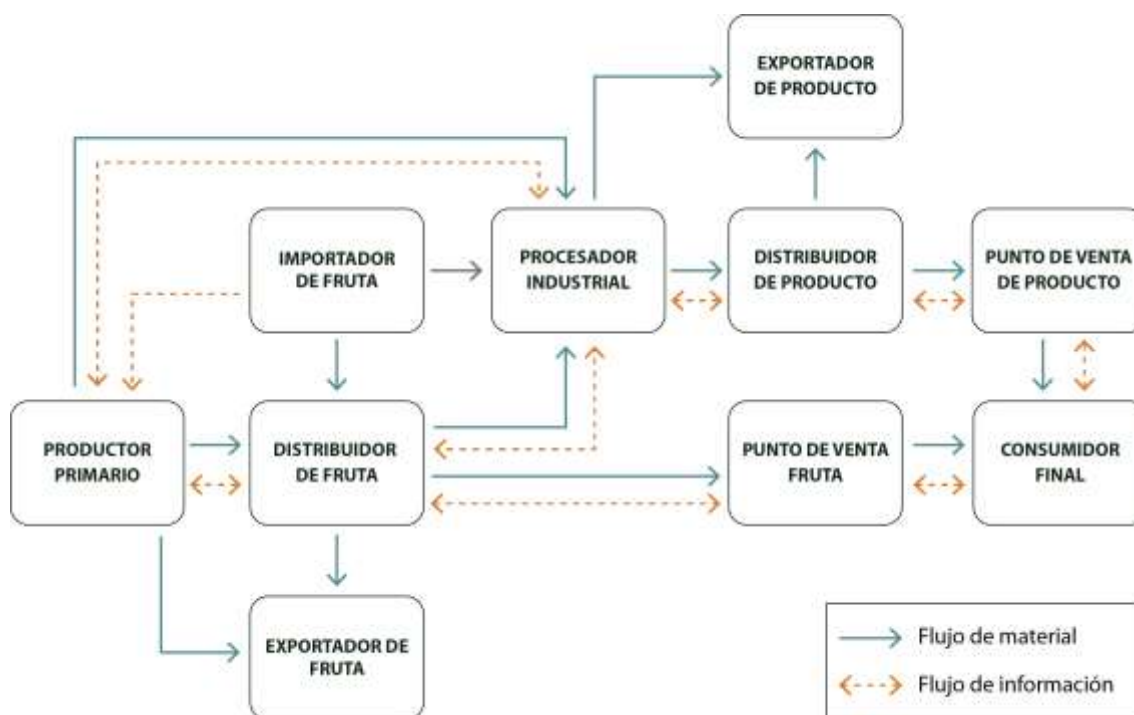 EXPORTADOR
DE PRODUCTO
IMPORTADOR
DE FRUTA
PROCESADOR
INDUSTRIAL
DISTRIBUIDOR
DE PRODUCTO
PUNTO DE VENTA
DE PRODUCTO
PRODUCTOR
PRIMARIO
DISTRIBUIDOR
DE FRUTA
PUNTO DE VENTA
FRUTA
CONSUMIDOR
FINAL
EXPORTADOR DE
FRUTA
Flujo de material
Flujo de información